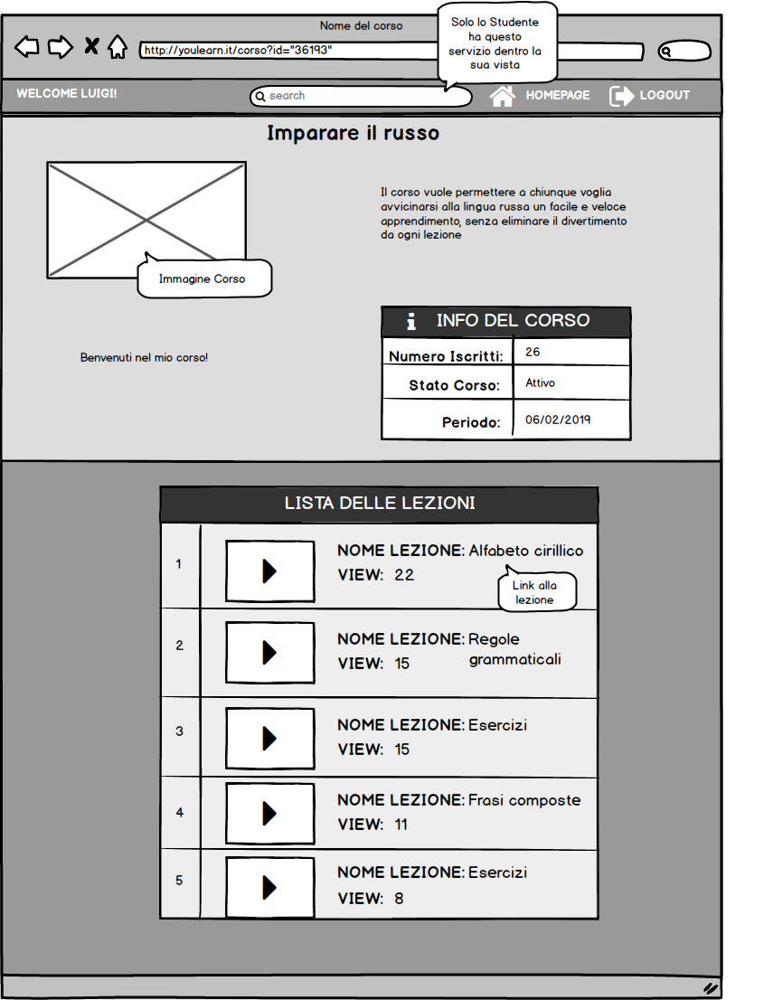 Nome del corso
Solo lo Studente
ha questo
servizio dentro la
sua vista
http://youlearn.it/corso?id="36193"
WELCOME LUIGI!
search
HOMEPAGE
LOGOUT
Imparare il russo
Il corso vuole permettere a chiunque voglia
avvicinarsi alla lingua russa un facile e veloce
apprendimento, senza eliminare il divertimento
da ogni lezione
Immagine Corso
Benvenuti nel mio corso!
INFO DEL CORSO
Numero Iscritti: 26
Stato Corso: Attivo
Periodo: 06/02/2019
LISTA DELLE LEZIONI
1
NOME LEZIONE: Alfabeto cirillico
VIEW: 22
Link alla
lezione
2
NOME LEZIONE: Regole
grammaticali
VIEW: 15
3
NOME LEZIONE: Esercizi
VIEW: 15
4
NOME LEZIONE: Frasi composte
VIEW: 11
5
NOME LEZIONE: Esercizi
VIEW: 8